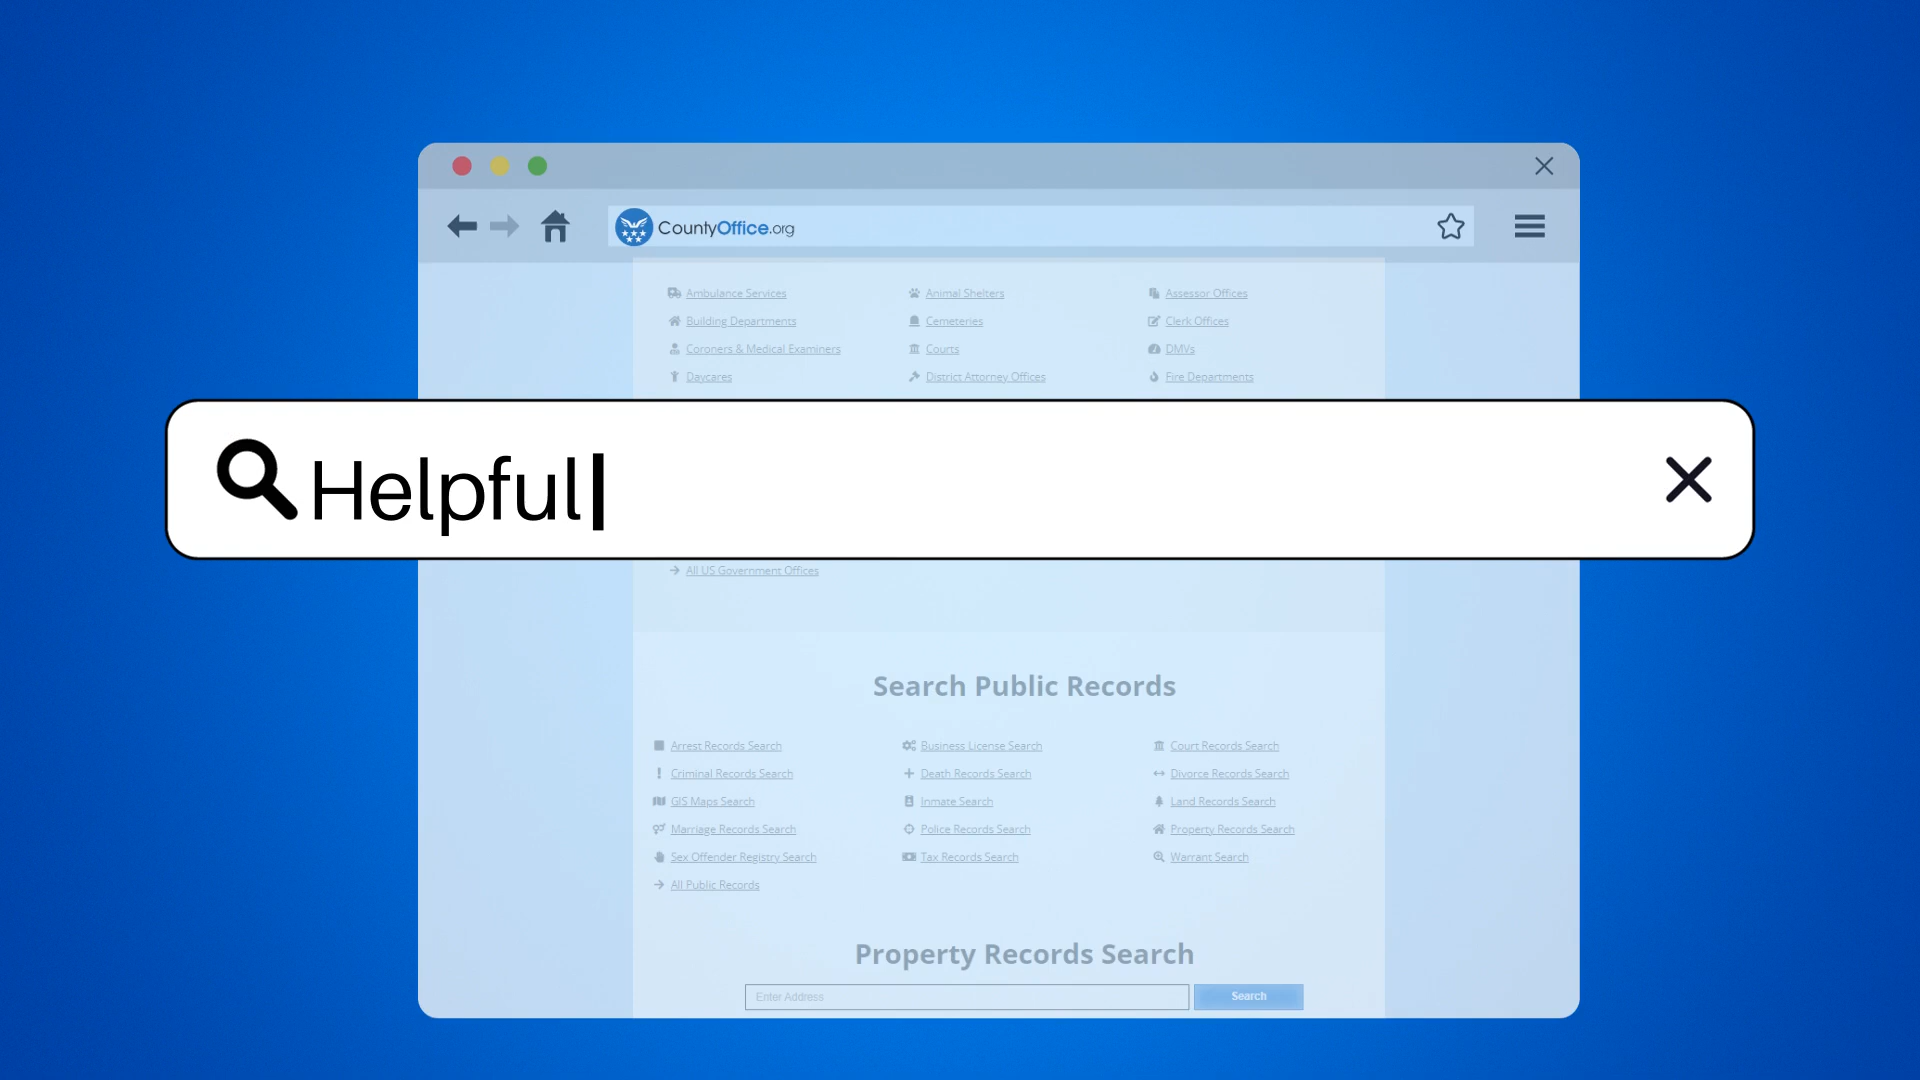 CountyOffice.org
Ambulance Services Animal Shelters Assessor Offices
Building Departments Cemeteries Clerk Offices
Coroners & Medical Examiners Courts DMVs
Daycares District Attorney Offices Fire Departments
Helpful
All US Government Offices
Search Public Records
Arrest Records Search Business License Search Court Records Search
Criminal Records Search Death Records Search Divorce Records Search
GIS Maps Search Inmate Search Land Records Search
Marriage Records Search Police Records Search Property Records Search
Sex Offender Registry Search Tax Records Search Warrant Search
All Public Records
Property Records Search
Enter Address Search